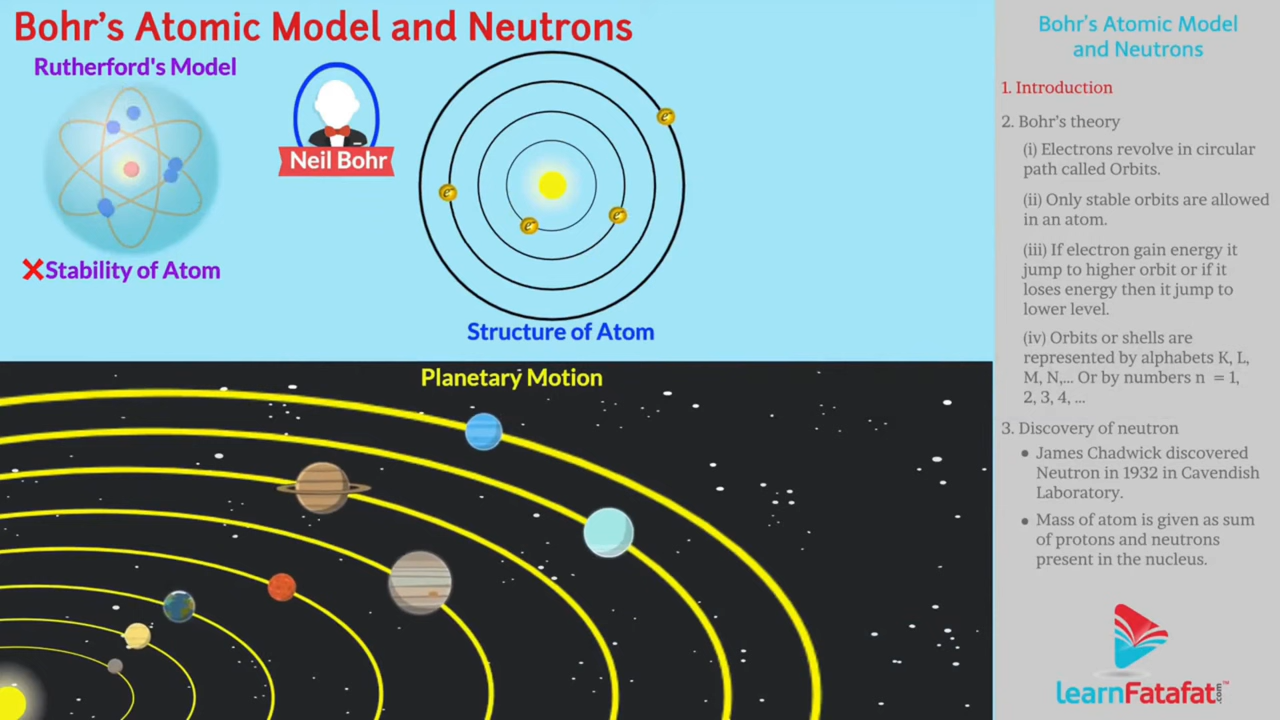 Bohr's Atomic Model and Neutrons
Rutherford's Model
Neil Bohr
Stability of Atom
e⁻
e⁻
e⁻
e⁻
Structure of Atom
Planetary Motion
Bohr's Atomic Model
and Neutrons
1. Introduction
2. Bohr's theory
(i) Electrons revolve in circular
path called Orbits.
(ii) Only stable orbits are allowed
in an atom.
(iii) If electron gain energy it
jump to higher orbit or if it
loses energy then it jump to
lower level.
(iv) Orbits or shells are
represented by alphabets K, L,
M, N,... Or by numbers n = 1,
2, 3, 4, ...
3. Discovery of neutron
• James Chadwick discovered
Neutron in 1932 in Cavendish
Laboratory.
• Mass of atom is given as sum
of protons and neutrons
present in the nucleus.
learnFatafat.com™